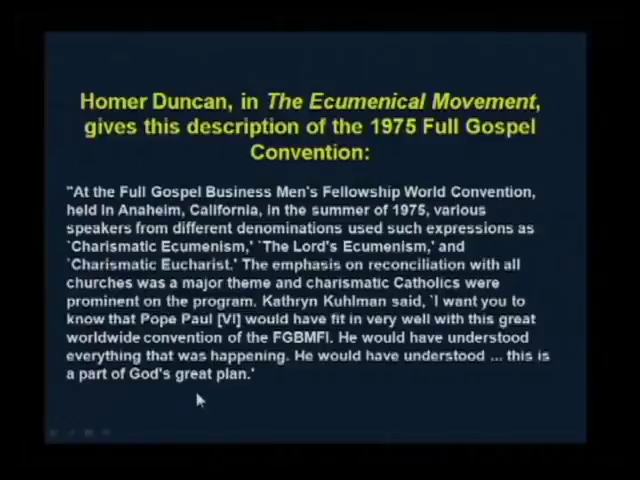 Homer Duncan, in The Ecumenical Movement,
gives this description of the 1975 Full Gospel
Convention:
"At the Full Gospel Business Men's Fellowship World Convention,
held in Anaheim, California, in the summer of 1975, various
speakers from different denominations used such expressions as
`Charismatic Ecumenism,' `The Lord's Ecumenism,' and
`Charismatic Eucharist.' The emphasis on reconciliation with all
churches was a major theme and charismatic Catholics were
prominent on the program. Kathryn Kuhlman said, `I want you to
know that Pope Paul [VI] would have fit in very well with this great
worldwide convention of the FGBMFI. He would have understood
everything that was happening. He would have understood ... this is
a part of God's great plan.'